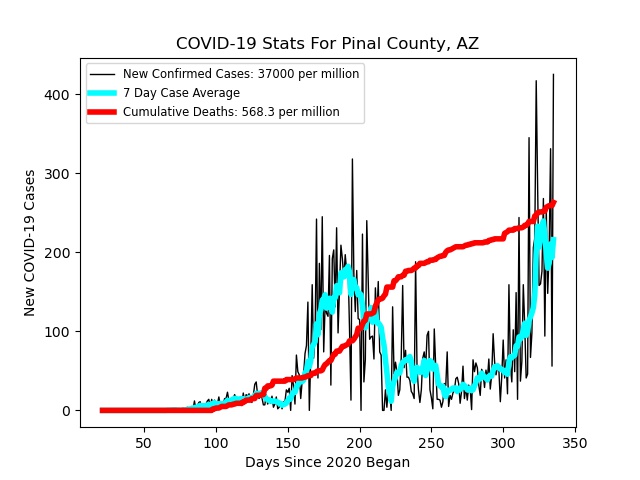 COVID-19 Stats For Pinal County, AZ
New Confirmed Cases: 37000 per million
7 Day Case Average
Cumulative Deaths: 568.3 per million
New COVID-19 Cases
400
300
200
100
0
50 100 150 200 250 300 350
Days Since 2020 Began